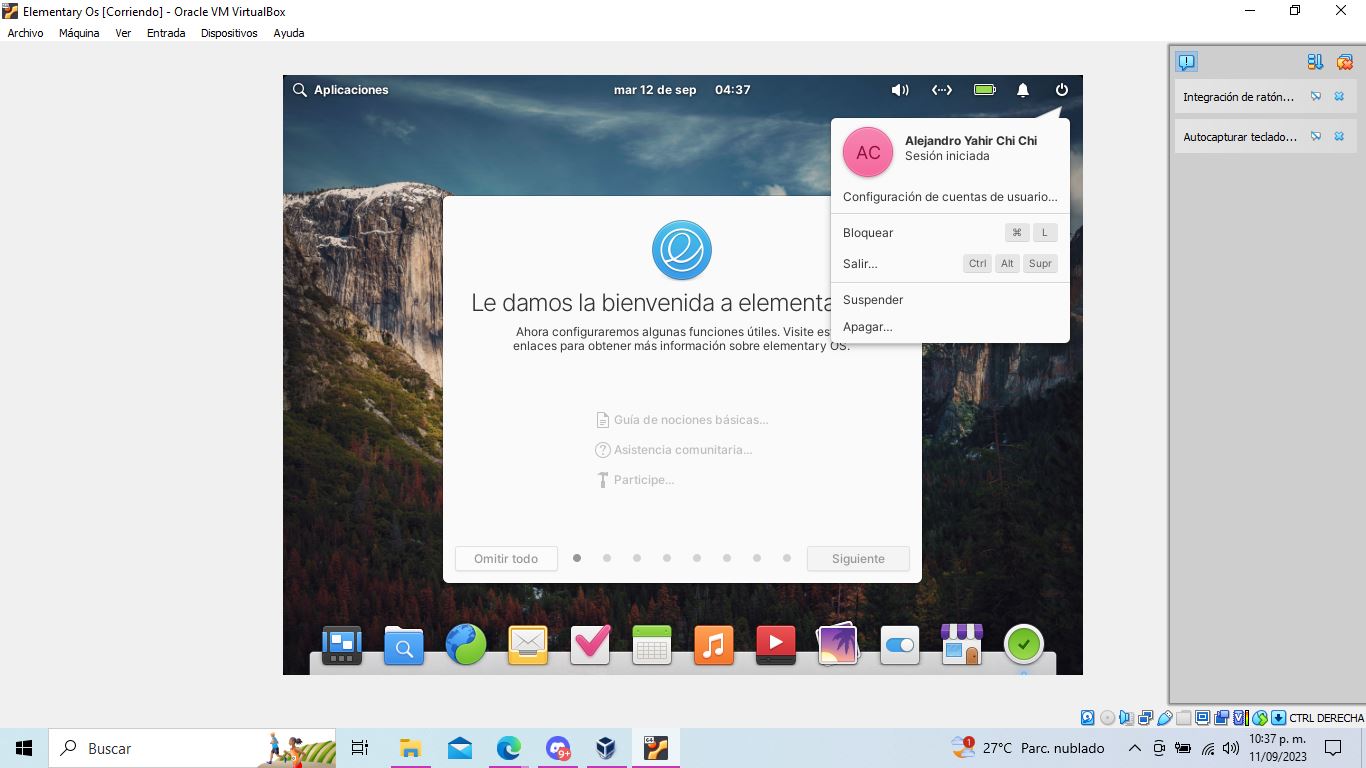 Elementary Os [Corriendo] - Oracle VM VirtualBox
Archivo Máquina Ver Entrada Dispositivos Ayuda
Aplicaciones mar 12 de sep 04:37
AC
Alejandro Yahir Chi Chi
Sesión iniciada
Configuración de cuentas de usuario...
Bloquear ⌘ L
Salir... Ctrl Alt Supr
Suspender
Apagar...
Le damos la bienvenida a elementa
Ahora configuraremos algunas funciones útiles. Visite es
enlaces para obtener más información sobre elementary OS.
Guía de nociones básicas...
Asistencia comunitaria...
Participe...
Omitir todo Siguiente
Integración de ratón...
Autocapturar teclado...
CTRL DERECHA
Buscar
9+
64
1
27°C Parc. nublado
10:37 p. m.
11/09/2023